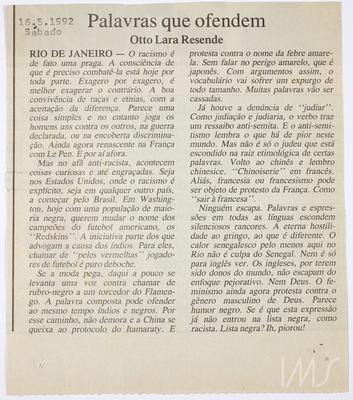 16.5.1992
Sábado
Palavras que ofendem
Otto Lara Resende
RIO DE JANEIRO — O racismo é
de fato uma praga. A consciência de
que é preciso combatê-la está hoje por
toda parte. Exagero por exagero, é
melhor exagerar o contrário. A boa
convivência de raças e etnias, com a
aceitação da diferença. Parece uma
coisa simples e no entanto joga os
homens uns contra os outros, na guerra
declarada, ou na encoberta discrimina-
ção. Ainda agora renascente na França
com Le Pen. E por aí afora.
Mas no afã anti-racista, acontecem
coisas curiosas e até engraçadas. Seja
nos Estados Unidos, onde o racismo é
explícito, seja em qualquer outro país,
a começar pelo Brasil. Em Washing-
ton, hoje com uma população de maio-
ria negra, querem mudar o nome dos
campeões do futebol americano, os
"Redskins". A iniciativa parte dos que
advogam a causa dos índios. Para eles,
chamar de "peles vermelhas" jogado-
res de futebol é puro deboche.
Se a moda pega, daqui a pouco se
levanta uma voz contra chamar de
rubro-negro a um torcedor do Flamen-
go. A palavra composta pode ofender
ao mesmo tempo índios e negros. Por
esse caminho, não demora e a China se
queixa ao protocolo do Itamaraty. E
protesta contra o nome da febre amare-
la. Sem falar no perigo amarelo, que é
japonês. Com argumentos assim, o
vocabulário vai sofrer um expurgo de
todo tamanho. Muitas palavras vão ser
cassadas.
Já houve a denúncia de "judiar".
Como judiação e judiaria, o verbo traz
um ressaibo anti-semita. E o anti-semi-
tismo lembra o que há de pior neste
mundo. Mas não é só o judeu que está
escondido na raiz etimológica de certas
palavras. Volto ao chinês e lembro
chinesice. "Chinoiserie" em francês.
Aliás, francesia ou francesismo pode
ser objeto de protesto da França. Como
"sair à francesa".
Ninguém escapa. Palavras e expres-
sões em todas as línguas escondem
silenciosos rancores. A eterna hostili-
dade ao gringo, ao que é diferente. O
calor senegalesco pelo menos aqui no
Rio não é culpa do Senegal. Nem é só
para inglês ver. Os ingleses, por terem
sido donos do mundo, não escapam do
enfoque pejorativo. Nem Deus. O fe-
minismo ainda agora protesta contra o
gênero masculino de Deus. Parece
humor negro. Se é que esta expressão
já não entrou na lista negra, como
racista. Lista negra? Ih, piorou!
IMS